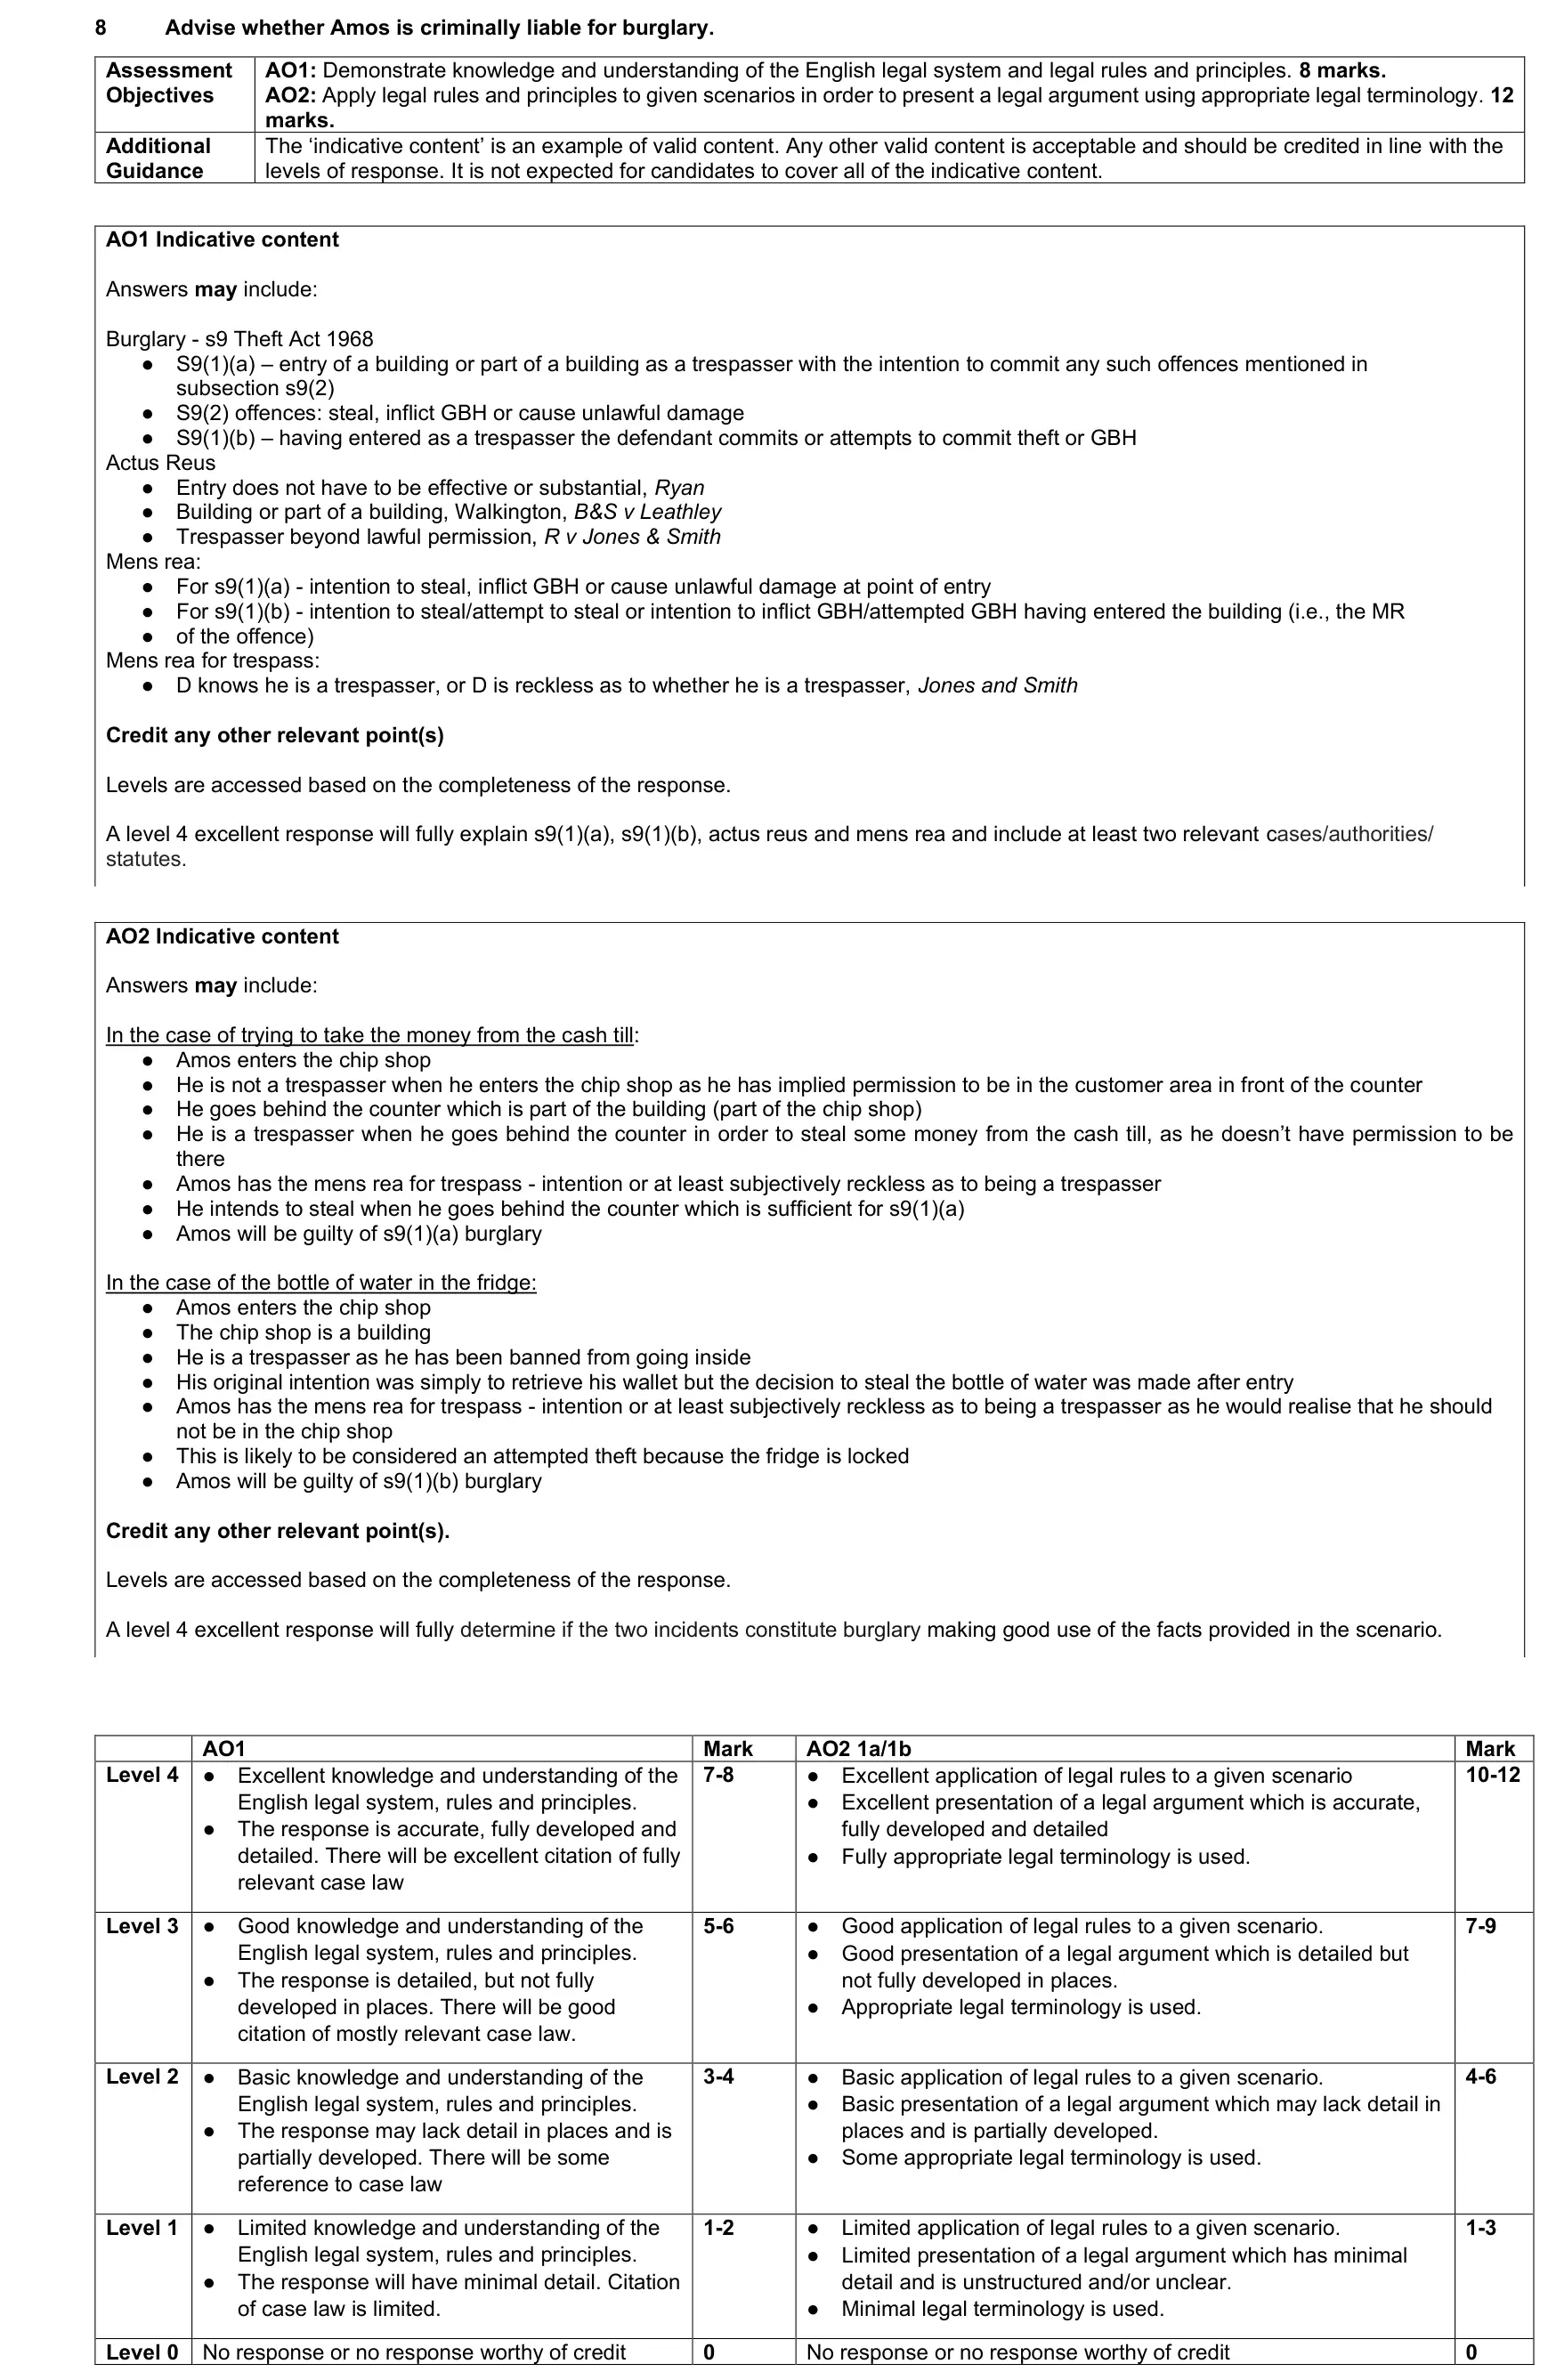 8 Advise whether Amos is criminally liable for burglary.
Assessment AO1: Demonstrate knowledge and understanding of the English legal system and legal rules and principles. 8 marks.
Objectives AO2: Apply legal rules and principles to given scenarios in order to present a legal argument using appropriate legal terminology. 12
marks.
Additional The ‘indicative content’ is an example of valid content. Any other valid content is acceptable and should be credited in line with the
Guidance levels of response. It is not expected for candidates to cover all of the indicative content.
AO1 Indicative content
Answers may include:
Burglary - s9 Theft Act 1968
● S9(1)(a) – entry of a building or part of a building as a trespasser with the intention to commit any such offences mentioned in
subsection s9(2)
● S9(2) offences: steal, inflict GBH or cause unlawful damage
● S9(1)(b) – having entered as a trespasser the defendant commits or attempts to commit theft or GBH
Actus Reus
● Entry does not have to be effective or substantial, Ryan
● Building or part of a building, Walkington, B&S v Leathley
● Trespasser beyond lawful permission, R v Jones & Smith
Mens rea:
● For s9(1)(a) - intention to steal, inflict GBH or cause unlawful damage at point of entry
● For s9(1)(b) - intention to steal/attempt to steal or intention to inflict GBH/attempted GBH having entered the building (i.e., the MR
● of the offence)
Mens rea for trespass:
● D knows he is a trespasser, or D is reckless as to whether he is a trespasser, Jones and Smith
Credit any other relevant point(s)
Levels are accessed based on the completeness of the response.
A level 4 excellent response will fully explain s9(1)(a), s9(1)(b), actus reus and mens rea and include at least two relevant cases/authorities/
statutes.
AO2 Indicative content
Answers may include:
In the case of trying to take the money from the cash till:
● Amos enters the chip shop
● He is not a trespasser when he enters the chip shop as he has implied permission to be in the customer area in front of the counter
● He goes behind the counter which is part of the building (part of the chip shop)
● He is a trespasser when he goes behind the counter in order to steal some money from the cash till, as he doesn’t have permission to be
there
● Amos has the mens rea for trespass - intention or at least subjectively reckless as to being a trespasser
● He intends to steal when he goes behind the counter which is sufficient for s9(1)(a)
● Amos will be guilty of s9(1)(a) burglary
In the case of the bottle of water in the fridge:
● Amos enters the chip shop
● The chip shop is a building
● He is a trespasser as he has been banned from going inside
● His original intention was simply to retrieve his wallet but the decision to steal the bottle of water was made after entry
● Amos has the mens rea for trespass - intention or at least subjectively reckless as to being a trespasser as he would realise that he should
not be in the chip shop
● This is likely to be considered an attempted theft because the fridge is locked
● Amos will be guilty of s9(1)(b) burglary
Credit any other relevant point(s).
Levels are accessed based on the completeness of the response.
A level 4 excellent response will fully determine if the two incidents constitute burglary making good use of the facts provided in the scenario.
AO1 Mark AO2 1a/1b Mark
Level 4 ● Excellent knowledge and understanding of the 7-8 ● Excellent application of legal rules to a given scenario 10-12
English legal system, rules and principles. ● Excellent presentation of a legal argument which is accurate,
● The response is accurate, fully developed and fully developed and detailed
detailed. There will be excellent citation of fully ● Fully appropriate legal terminology is used.
relevant case law
Level 3 ● Good knowledge and understanding of the 5-6 ● Good application of legal rules to a given scenario. 7-9
English legal system, rules and principles. ● Good presentation of a legal argument which is detailed but
● The response is detailed, but not fully not fully developed in places.
developed in places. There will be good ● Appropriate legal terminology is used.
citation of mostly relevant case law.
Level 2 ● Basic knowledge and understanding of the 3-4 ● Basic application of legal rules to a given scenario. 4-6
English legal system, rules and principles. ● Basic presentation of a legal argument which may lack detail in
● The response may lack detail in places and is places and is partially developed.
partially developed. There will be some ● Some appropriate legal terminology is used.
reference to case law
Level 1 ● Limited knowledge and understanding of the 1-2 ● Limited application of legal rules to a given scenario. 1-3
English legal system, rules and principles. ● Limited presentation of a legal argument which has minimal
● The response will have minimal detail. Citation detail and is unstructured and/or unclear.
of case law is limited. ● Minimal legal terminology is used.
Level 0 No response or no response worthy of credit 0 No response or no response worthy of credit 0